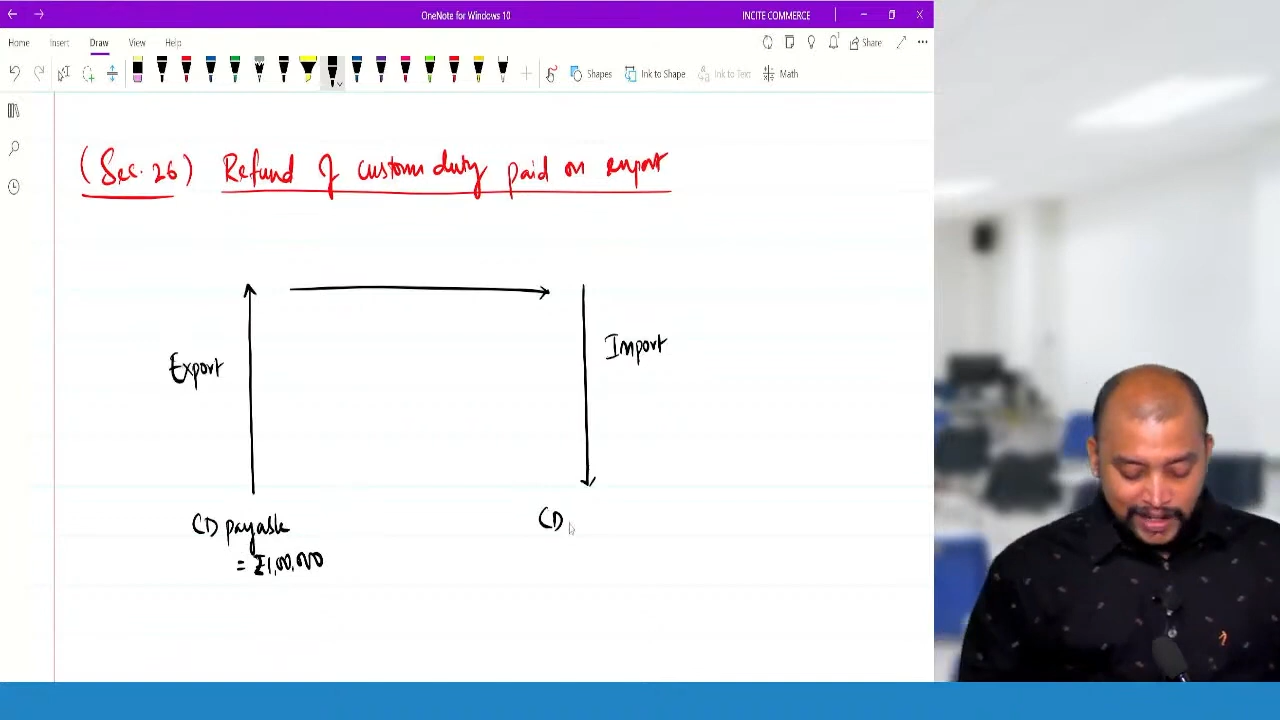 OneNote for Windows 10
INCITE COMMERCE
Home Insert Draw View Help
Share
Shapes Ink to Shape Ink to Text Math
(Sec. 26) Refund of custom duty paid on export
Export
Import
CD payable
= ₹1,00,000
CD